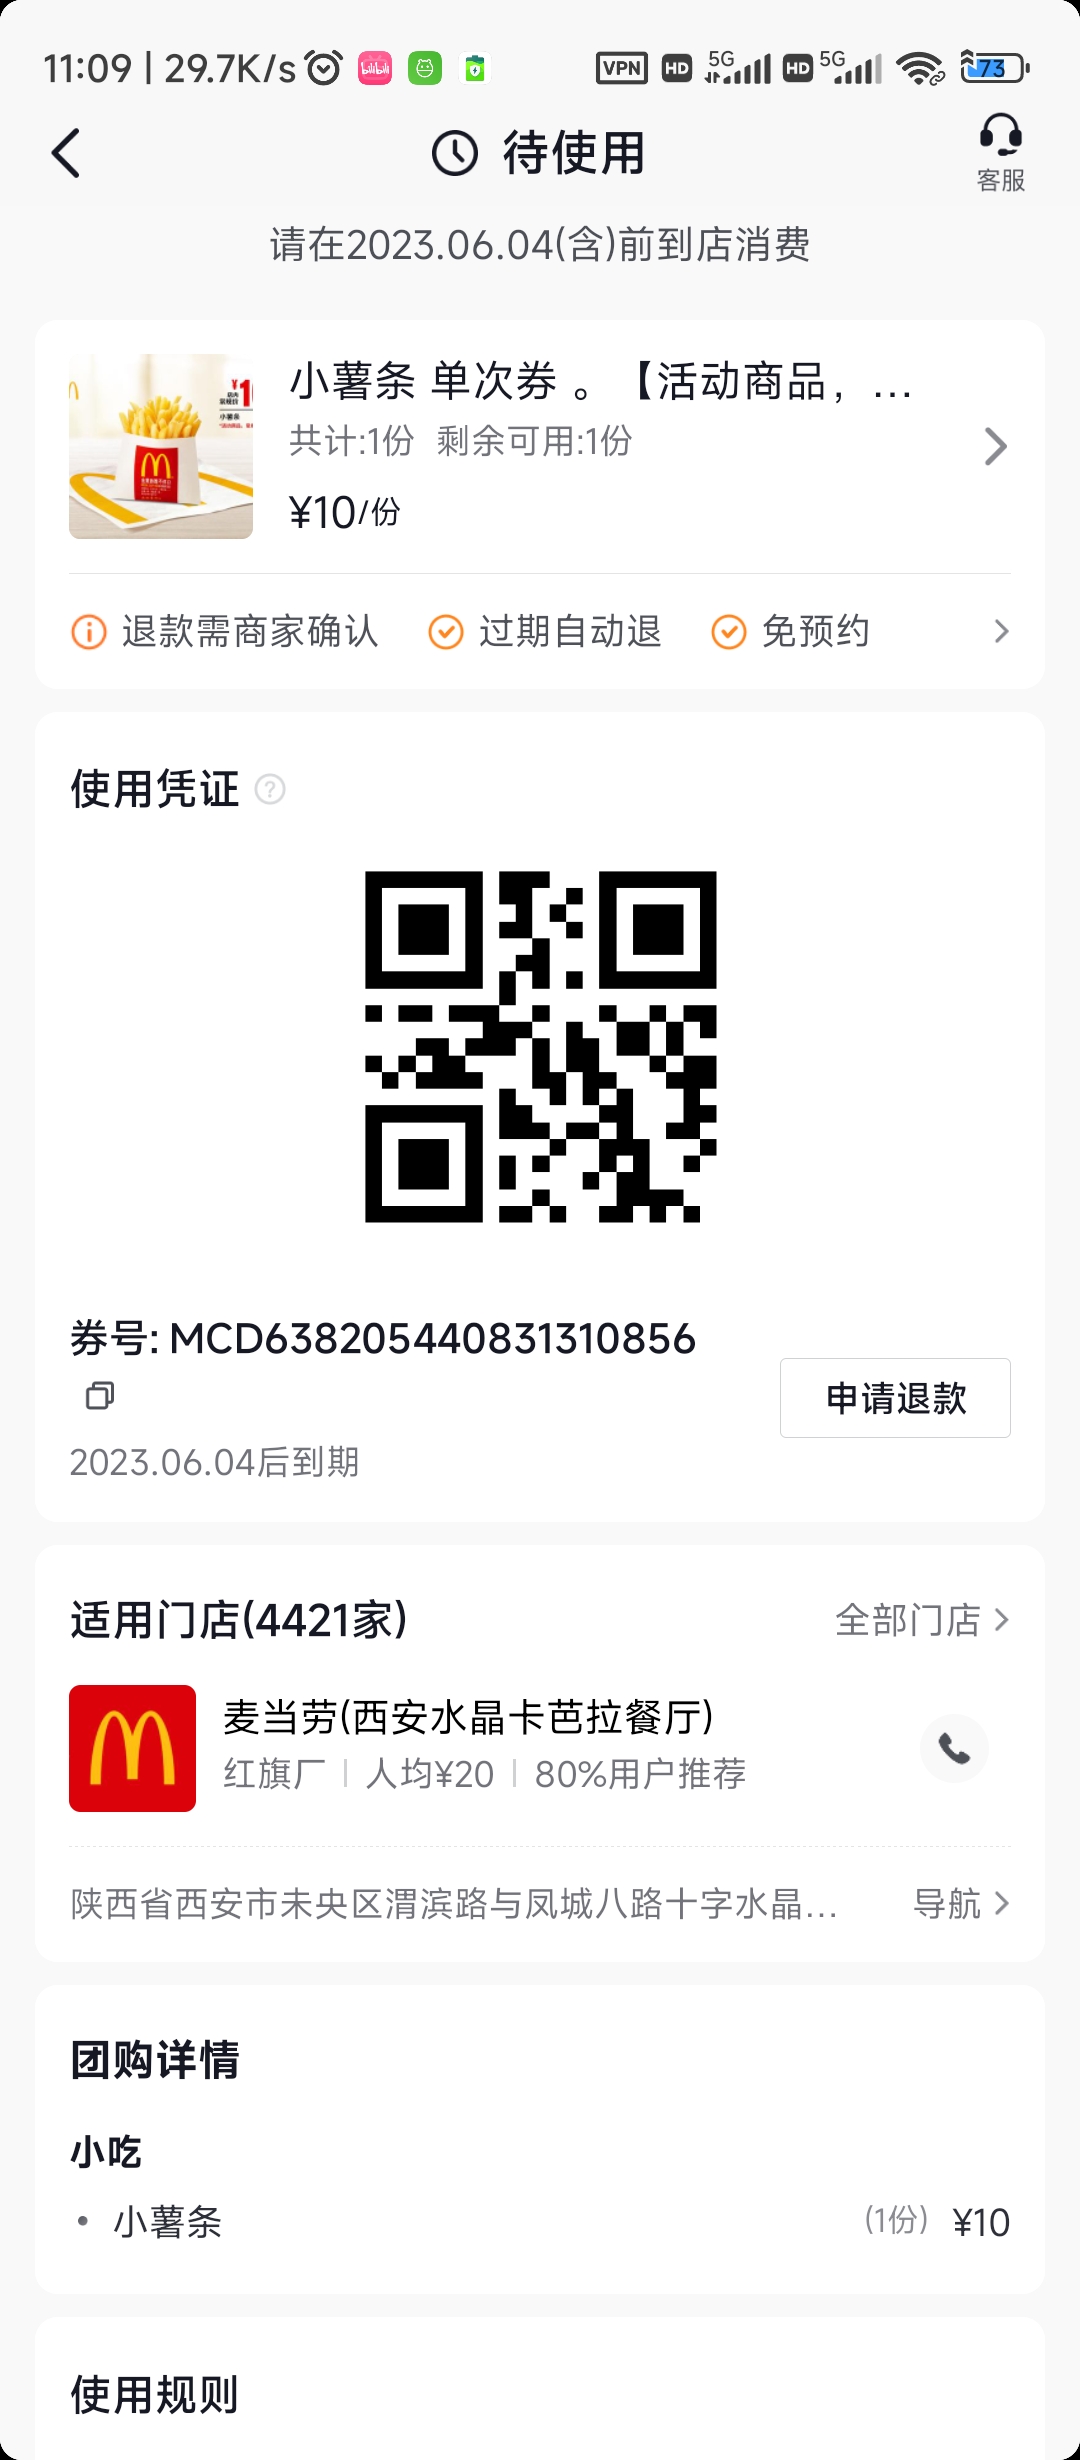 11:09 | 29.7K/s
bilibili
VPN HD 5G HD 5G 73
待使用
客服
请在2023.06.04(含)前到店消费
小薯条 单次券 。【活动商品，...
共计:1份 剩余可用:1份
¥10/份
退款需商家确认 过期自动退 免预约
使用凭证
券号: MCD638205440831310856
申请退款
2023.06.04后到期
适用门店(4421家)
全部门店
麦当劳(西安水晶卡芭拉餐厅)
红旗厂 | 人均¥20 | 80%用户推荐
陕西省西安市未央区渭滨路与凤城八路十字水晶...
导航
团购详情
小吃
• 小薯条 (1份) ¥10
使用规则